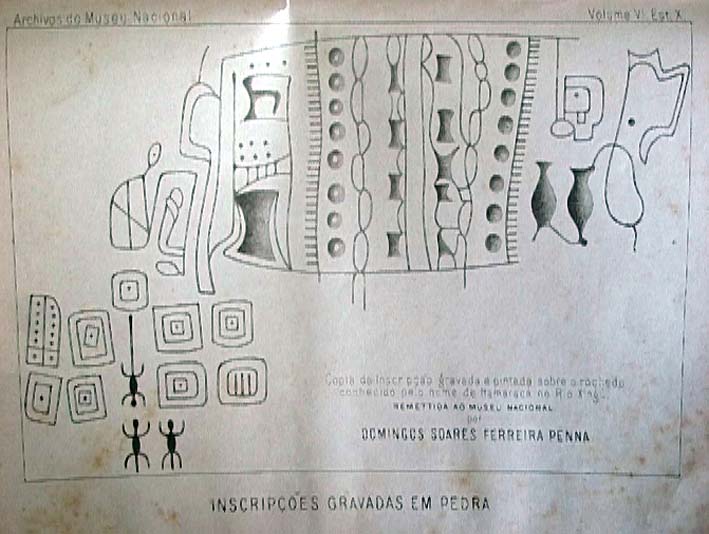 Archivos do Museu Nacional
Volume VI Est. X.
Copia da inscripção gravada e pintada sobre o rochedo
conhecido pelo nome de Itamaracá no Rio Xingú
REMETTIDA AO MUSEU NACIONAL
por
DOMINGOS SOARES FERREIRA PENNA
INSCRIPÇÕES GRAVADAS EM PEDRA